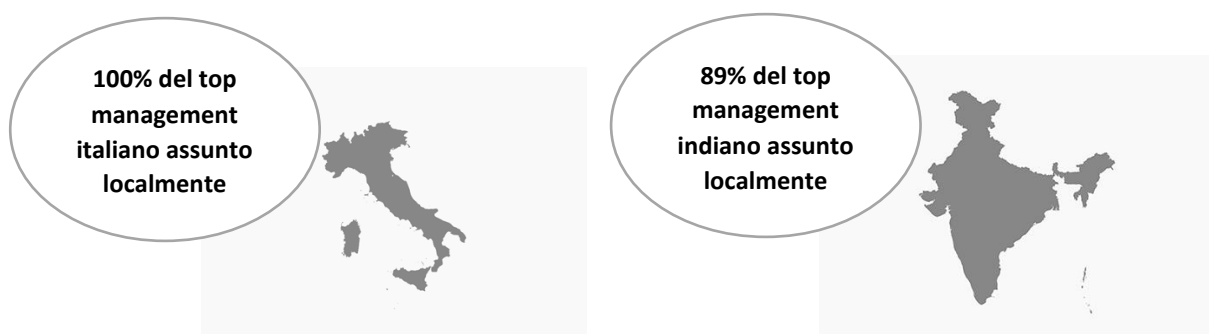 100% del top
management
italiano assunto
localmente
89% del top
management
indiano assunto
localmente